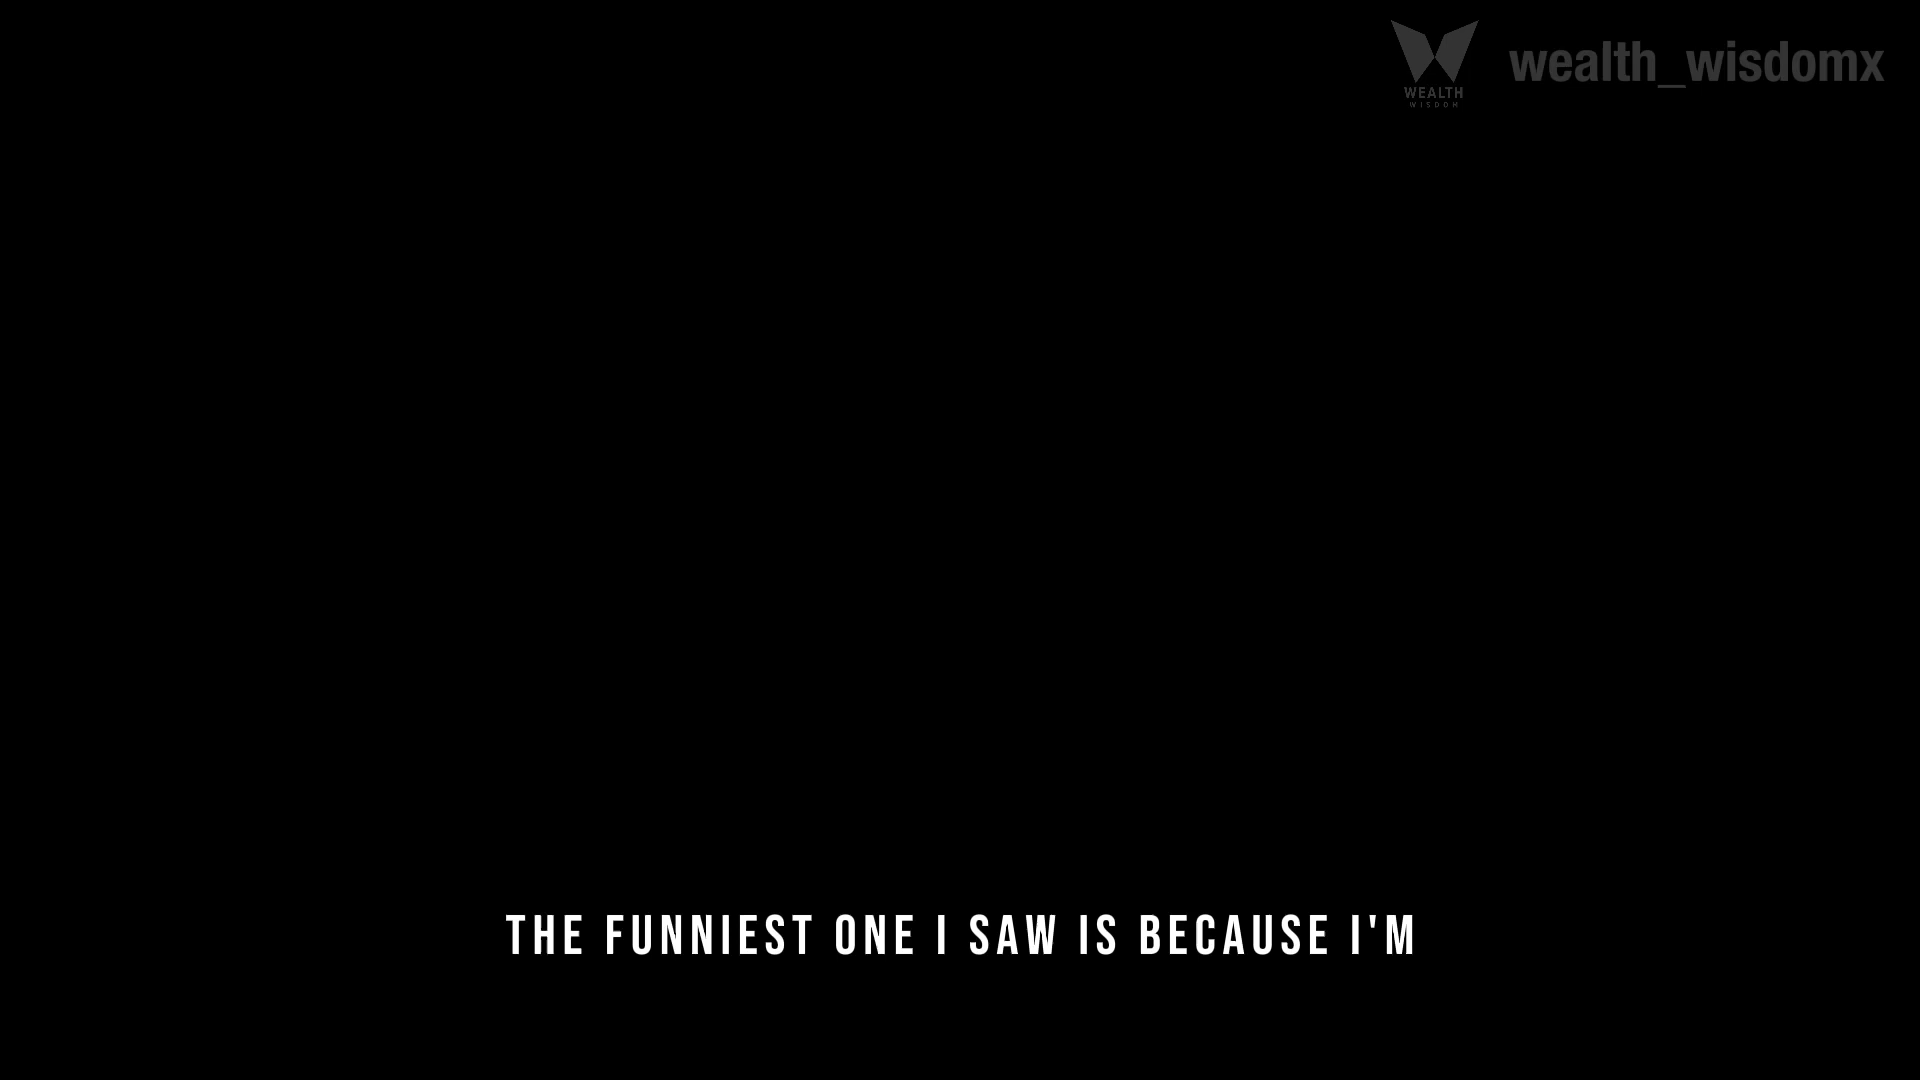 wealth_wisdomx
WEALTH
WISDOM
THE FUNNIEST ONE I SAW IS BECAUSE I'M